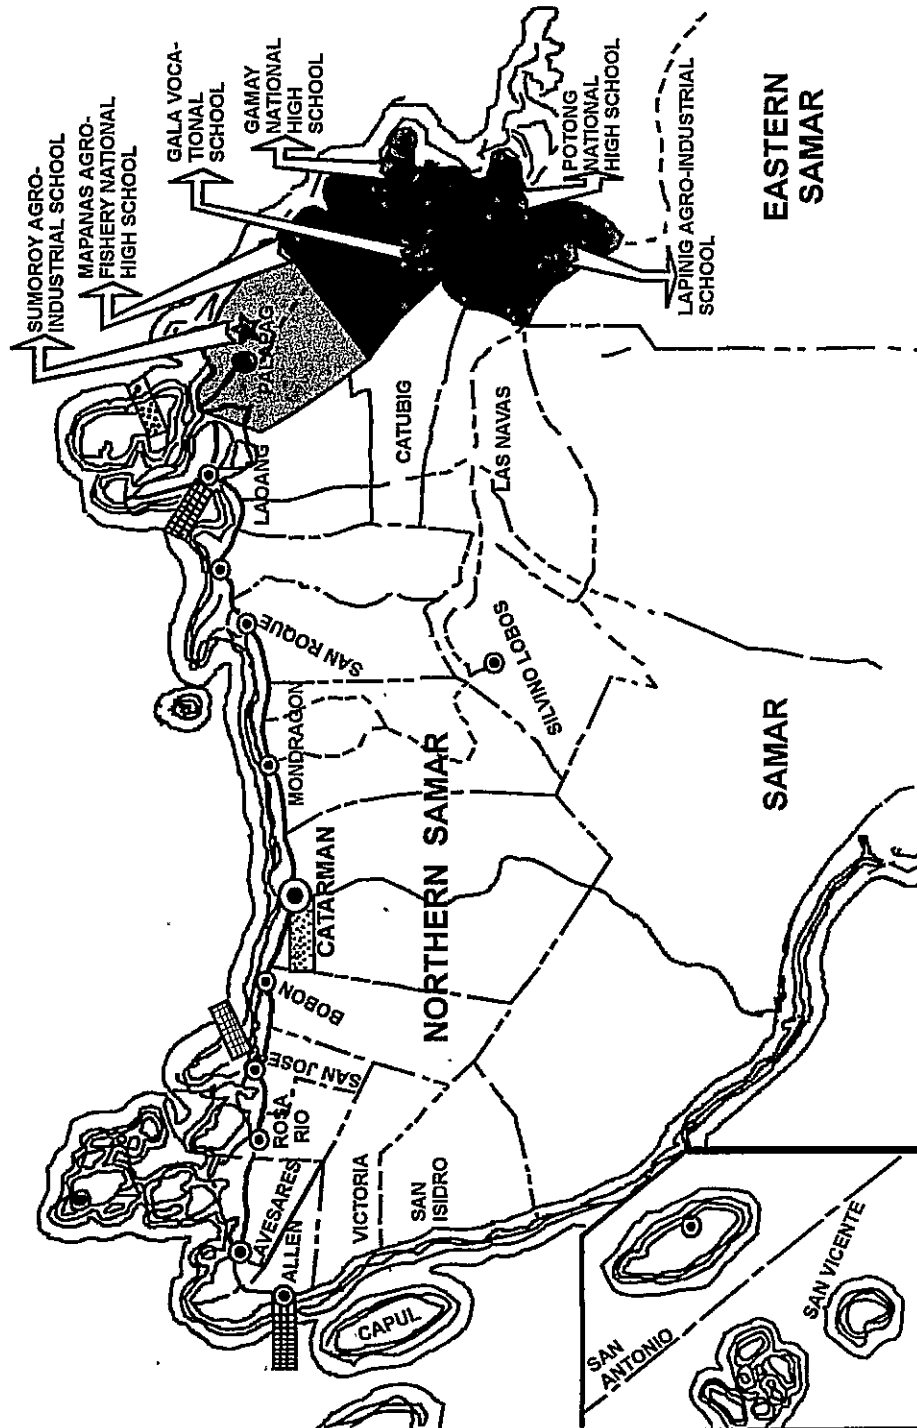 SUMOROY AGRO-
INDUSTRIAL SCHOOL
MAPANAS AGRO-
FISHERY NATIONAL
HIGH SCHOOL
GALA VOCA-
TIONAL
SCHOOL
GAMAY
NATIONAL
HIGH
SCHOOL
POTONG
NATIONAL
HIGH SCHOOL
LAPINIG AGRO-INDUSTRIAL
SCHOOL
EASTERN
SAMAR
LAOANG
CATUBIG
LAS NAVAS
SAN ROQUE
MONDRAGON
SILVINO LOBOS
CATARMAN
NORTHERN SAMAR
SAMAR
BOBON
SAN JOSE
ROSA
RIO
LAVESARES
ALLEN
VICTORIA
SAN
ISIDRO
CAPUL
SAN
ANTONIO
SAN VICENTE